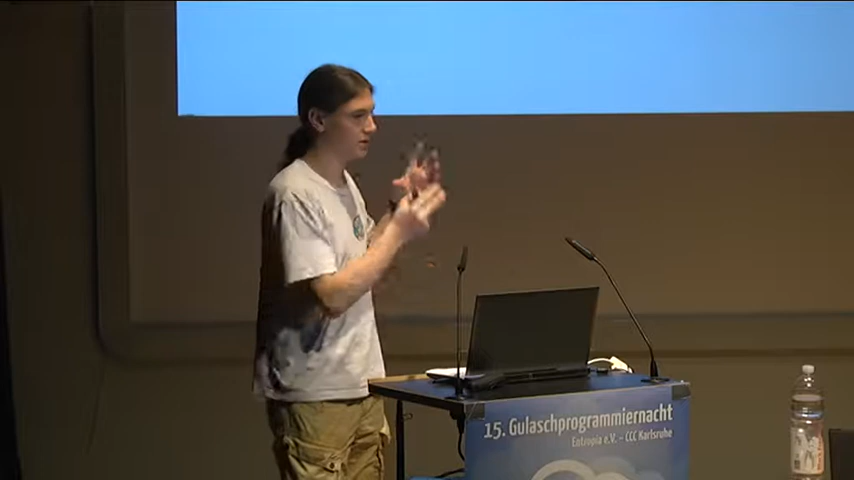 15. Gulaschprogrammiernacht
Entropia e.V. – CCC Karlsruhe